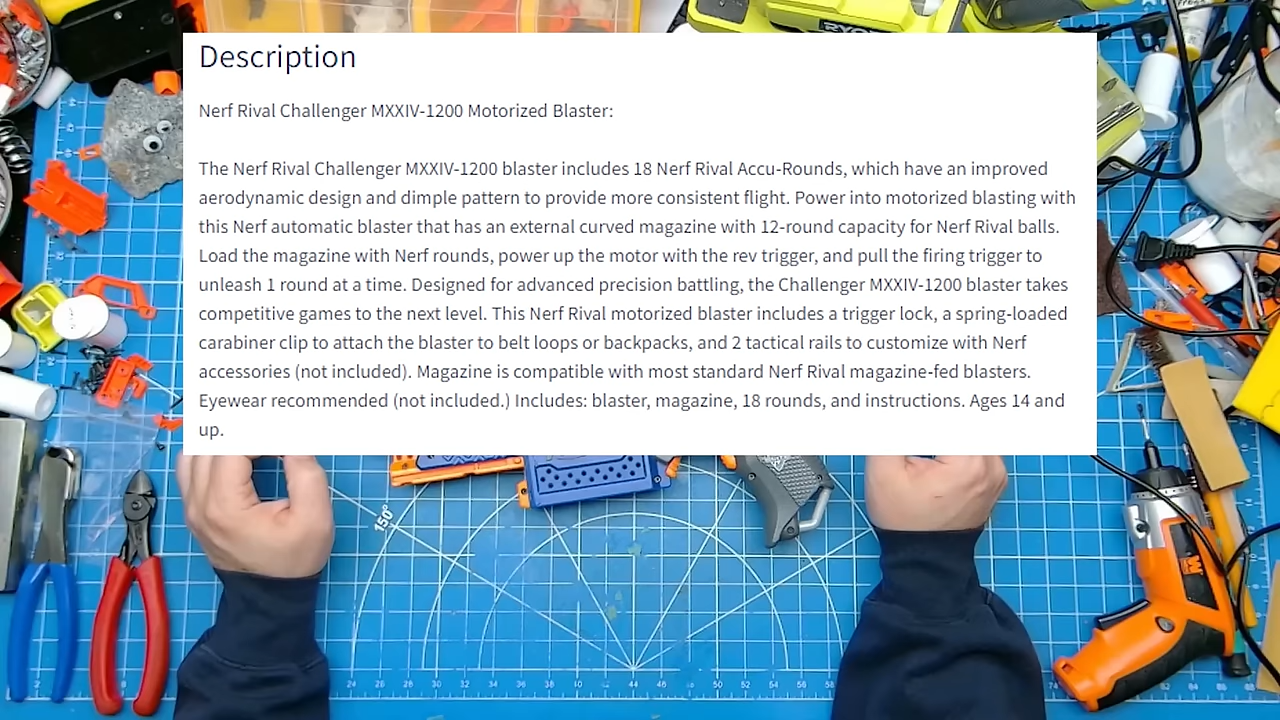 RYOBI
Description
Nerf Rival Challenger MXXIV-1200 Motorized Blaster:
The Nerf Rival Challenger MXXIV-1200 blaster includes 18 Nerf Rival Accu-Rounds, which have an improved
aerodynamic design and dimple pattern to provide more consistent flight. Power into motorized blasting with
this Nerf automatic blaster that has an external curved magazine with 12-round capacity for Nerf Rival balls.
Load the magazine with Nerf rounds, power up the motor with the rev trigger, and pull the firing trigger to
unleash 1 round at a time. Designed for advanced precision battling, the Challenger MXXIV-1200 blaster takes
competitive games to the next level. This Nerf Rival motorized blaster includes a trigger lock, a spring-loaded
carabiner clip to attach the blaster to belt loops or backpacks, and 2 tactical rails to customize with Nerf
accessories (not included). Magazine is compatible with most standard Nerf Rival magazine-fed blasters.
Eyewear recommended (not included.) Includes: blaster, magazine, 18 rounds, and instructions. Ages 14 and
up.
150°